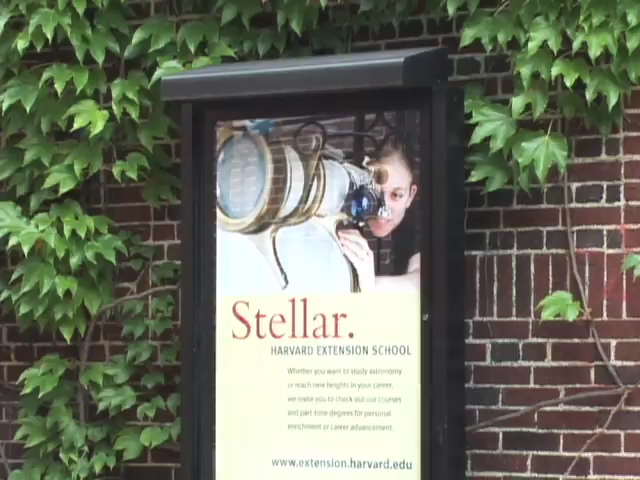 Stellar.
HARVARD EXTENSION SCHOOL
Whether you want to study astronomy
or reach new heights in your career,
we invite you to check out our courses
and part-time degrees for personal
enrichment or career advancement.
www.extension.harvard.edu